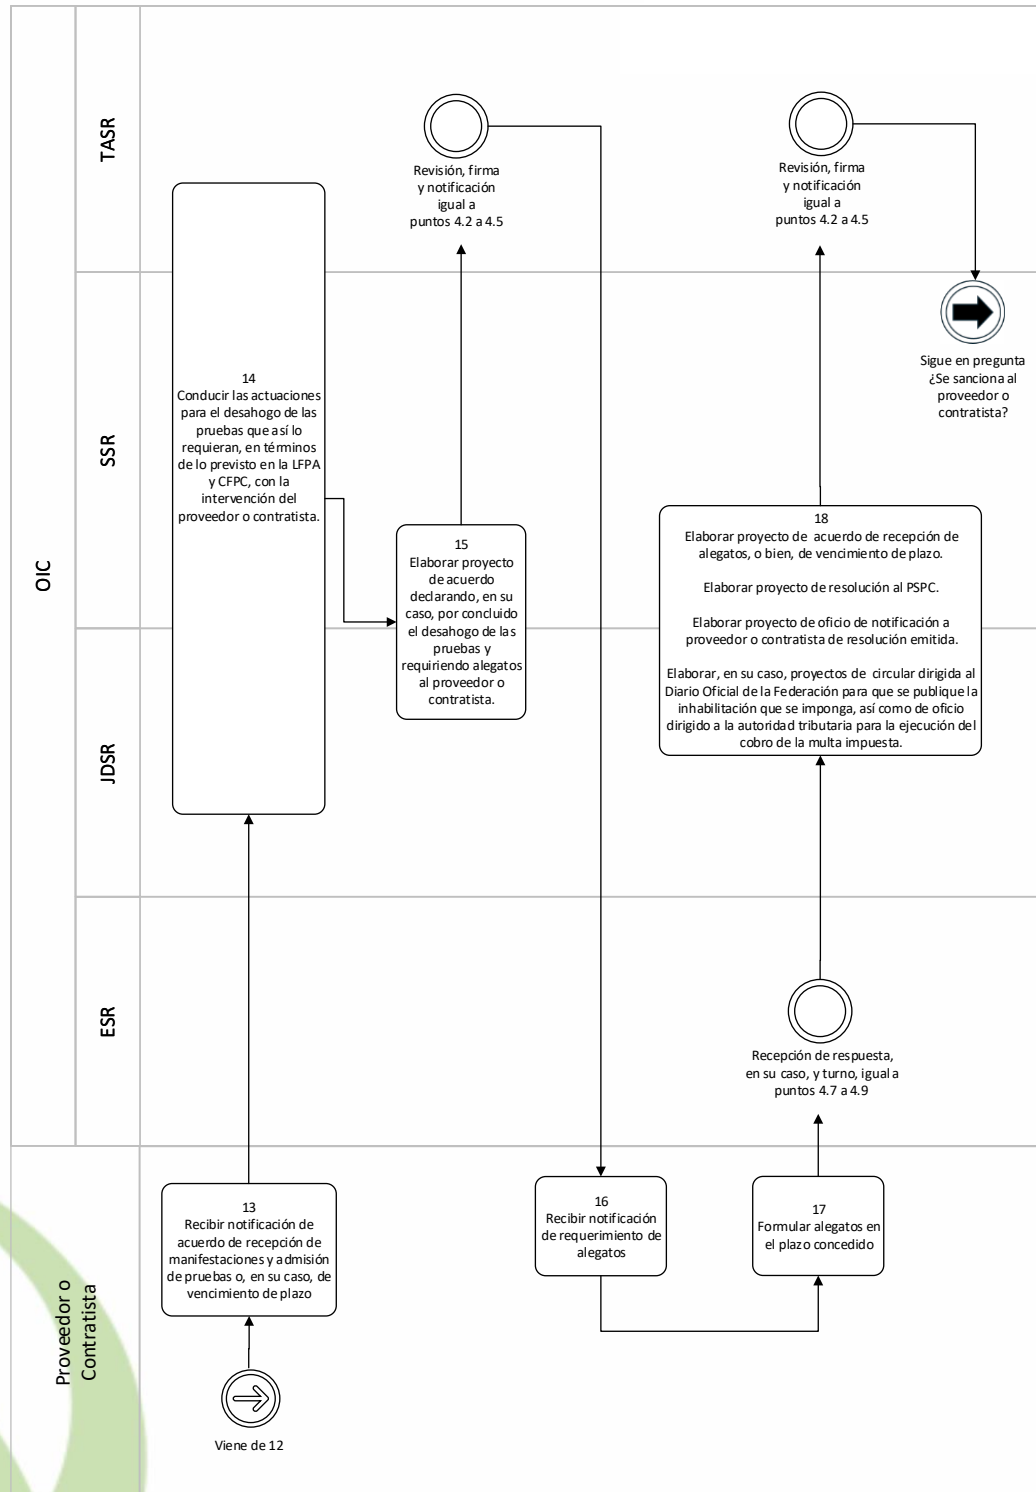 OIC
TASR
SSR
JDSR
ESR
Proveedor o
Contratista
Viene de 12
13
Recibir notificación de
acuerdo de recepción de
manifestaciones y admisión
de pruebas o, en su caso, de
vencimiento de plazo
14
Conducir las actuaciones
para el desahogo de las
pruebas que así lo
requieran, en términos
de lo previsto en la LFPA
y CFPC, con la
intervención del
proveedor o contratista.
15
Elaborar proyecto
de acuerdo
declarando, en su
caso, por concluido
el desahogo de las
pruebas y
requiriendo alegatos
al proveedor o
contratista.
Revisión, firma
y notificación
igual a
puntos 4.2 a 4.5
16
Recibir notificación
de requerimiento de
alegatos
17
Formular alegatos en
el plazo concedido
Recepción de respuesta,
en su caso, y turno, igual a
puntos 4.7 a 4.9
18
Elaborar proyecto de acuerdo de recepción de
alegatos, o bien, de vencimiento de plazo.
Elaborar proyecto de resolución al PSPC.
Elaborar proyecto de oficio de notificación a
proveedor o contratista de resolución emitida.
Elaborar, en su caso, proyectos de circular dirigida al
Diario Oficial de la Federación para que se publique la
inhabilitación que se imponga, así como de oficio
dirigido a la autoridad tributaria para la ejecución del
cobro de la multa impuesta.
Revisión, firma
y notificación
igual a
puntos 4.2 a 4.5
Sigue en pregunta
¿Se sanciona al
proveedor o
contratista?